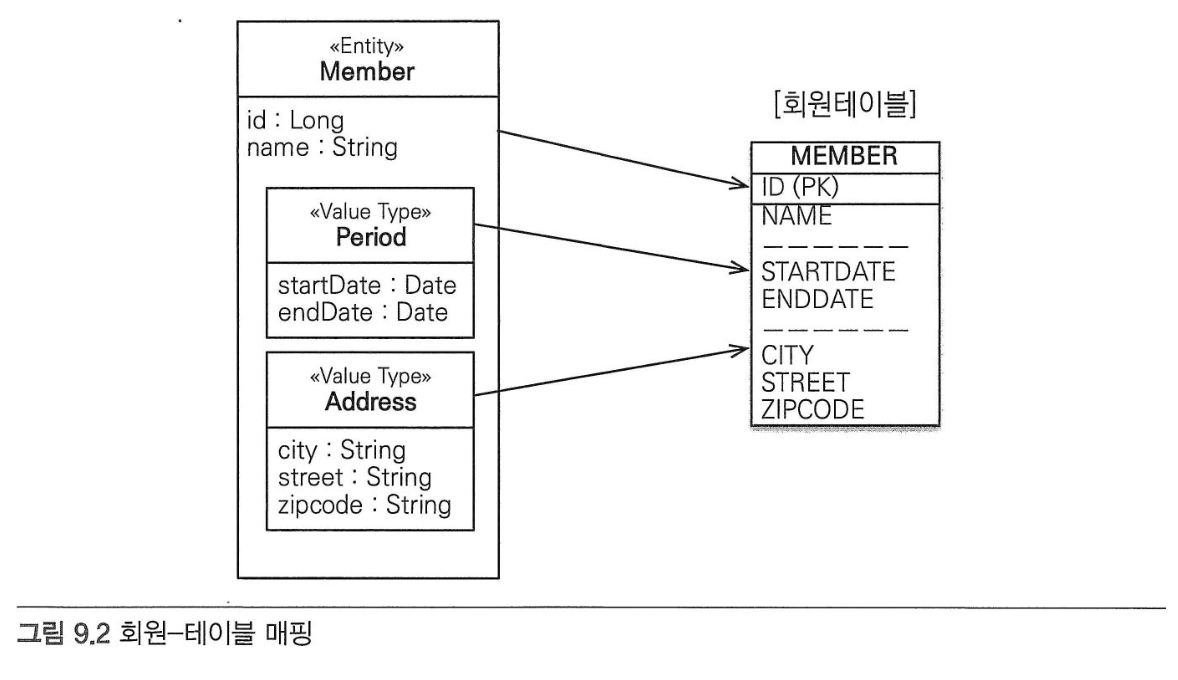 «Entity»
Member
id : Long
name : String
«Value Type»
Period
startDate : Date
endDate : Date
«Value Type»
Address
city : String
street : String
zipcode : String
[회원테이블]
MEMBER
ID (PK)
NAME
STARTDATE
ENDDATE
CITY
STREET
ZIPCODE
그림 9.2 회원-테이블 매핑